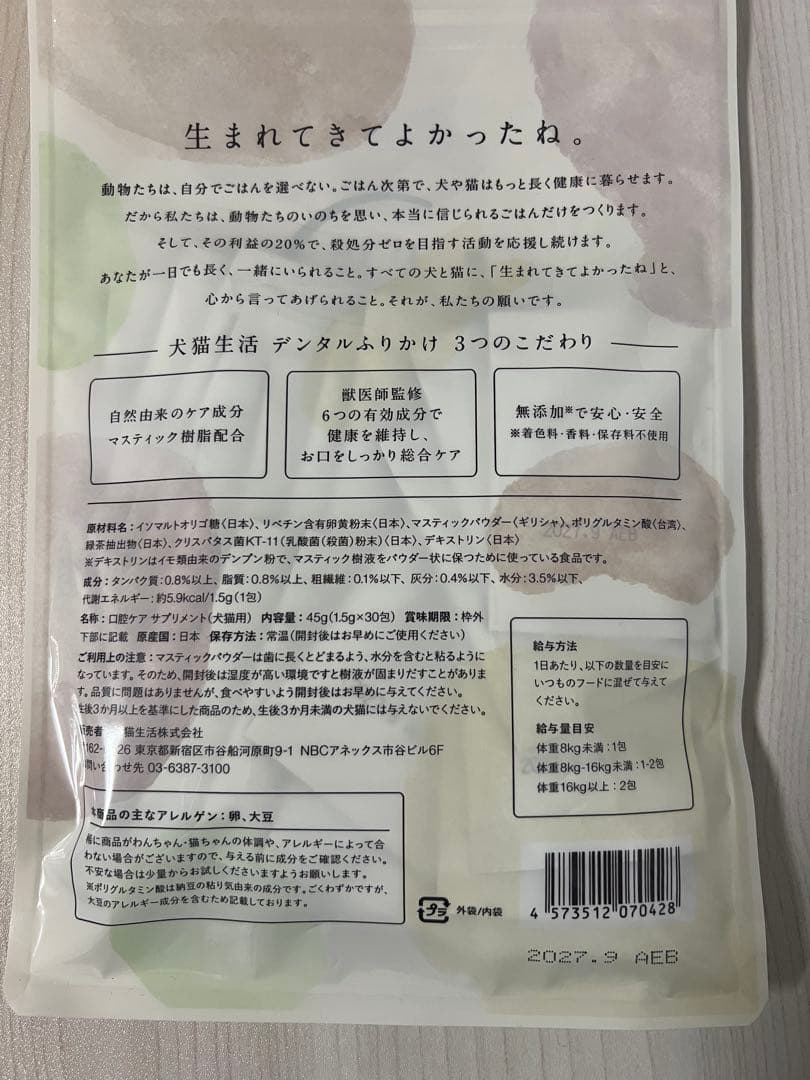 生まれてきてよかったね。
動物たちは、自分でごはんを選べない。ごはん次第で、犬や猫はもっと長く健康に暮らせます。
だから私たちは、動物たちのいのちを思い、本当に信じられるごはんだけをつくります。
そして、その利益の20%で、殺処分ゼロを目指す活動を応援し続けます。
あなたが一日でも長く、一緒にいられること。すべての犬と猫に、「生まれてきてよかったね」と、
心から言ってあげられること。それが、私たちの願いです。
犬猫生活 デンタルふりかけ 3つのこだわり
自然由来のケア成分
マスティック樹脂配合
獣医師監修
6つの有効成分で
健康を維持し、
お口をしっかり総合ケア
無添加※で安心・安全
※着色料・香料・保存料不使用
原材料名：イソマルトオリゴ糖〈日本〉、リベチン含有卵黄粉末〈日本〉、マスティックパウダー〈ギリシャ〉、ポリグルタミン酸〈台湾〉、
緑茶抽出物〈日本〉、クリスパタス菌KT-11（乳酸菌（殺菌）粉末）〈日本〉、デキストリン〈日本〉
※デキストリンはイモ類由来のデンプン粉で、マスティック樹液をパウダー状に保つために使っている食品です。
成分：タンパク質：0.8%以上、脂質：0.8%以上、粗繊維：0.1%以下、灰分：0.4%以下、水分：3.5%以下、
代謝エネルギー：約5.9kcal/1.5g（1包）
名称：口腔ケア サプリメント（犬猫用） 内容量：45g（1.5g×30包） 賞味期限：枠外
下部に記載 原産国：日本 保存方法：常温（開封後はお早めにご使用ください）
ご利用上の注意：マスティックパウダーは歯に長くとどまるよう、水分を含むと粘るように
なっています。そのため、開封後は湿度が高い環境ですと樹液が固まりだすことがありま
す。品質に問題はありませんが、食べやすいよう開封後はお早めに与えてください。
生後3か月以上を基準にした商品のため、生後3か月未満の犬猫には与えないでください。
売者 猫生活株式会社
162- 26 東京都新宿区市谷船河原町9-1 NBCアネックス市谷ビル6F
問い合わせ先 03-6387-3100
給与方法
1日あたり、以下の数量を目安に
いつものフードに混ぜて与えて
ください。
給与量目安
体重8kg未満：1包
体重8kg-16kg未満：1-2包
体重16kg以上：2包
本商品の主なアレルゲン：卵、大豆
稀に商品がわんちゃん・猫ちゃんの体調や、アレルギーによって合
わない場合がございますので、与える前に成分をご確認ください。
不安な場合は少量からお試しくださいますようお願いします。
※ポリグルタミン酸は納豆の粘り気由来の成分です。ごくわずかですが、
大豆のアレルギー成分を含むため記載しております。
プラ 外袋/内袋
4 573512 070428
2027.9 AEB